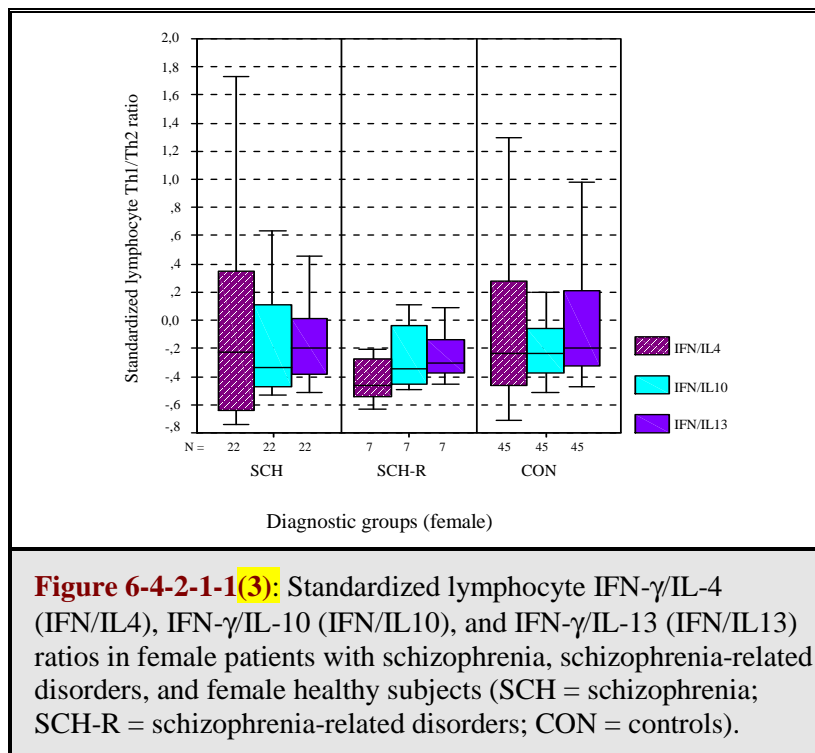 Standardized lymphocyte Th1/Th2 ratio
2,0
1,8
1,6
1,4
1,2
1,0
,8
,6
,4
,2
0,0
-,2
-,4
-,6
-,8
IFN/IL4
IFN/IL10
IFN/IL13
N = 22 22 22 7 7 7 45 45 45
SCH SCH-R CON
Diagnostic groups (female)
Figure 6-4-2-1-1(3): Standardized lymphocyte IFN-γ/IL-4
(IFN/IL4), IFN-γ/IL-10 (IFN/IL10), and IFN-γ/IL-13 (IFN/IL13)
ratios in female patients with schizophrenia, schizophrenia-related
disorders, and female healthy subjects (SCH = schizophrenia;
SCH-R = schizophrenia-related disorders; CON = controls).